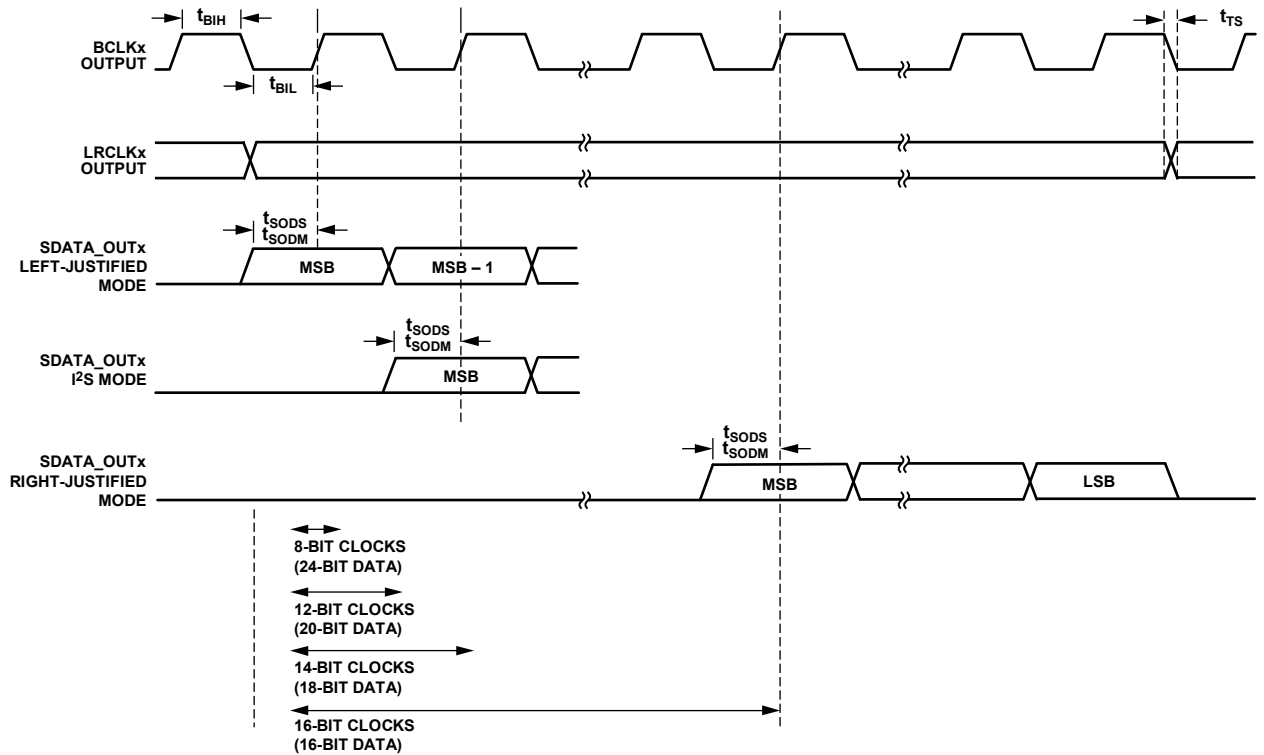 tBIH
tTS
BCLKx
OUTPUT
tBIL
LRCLKx
OUTPUT
tSODS
tSODM
SDATA_OUTx
LEFT-JUSTIFIED
MODE
MSB
MSB – 1
tSODS
tSODM
SDATA_OUTx
I²S MODE
MSB
tSODS
tSODM
SDATA_OUTx
RIGHT-JUSTIFIED
MODE
MSB
LSB
8-BIT CLOCKS
(24-BIT DATA)
12-BIT CLOCKS
(20-BIT DATA)
14-BIT CLOCKS
(18-BIT DATA)
16-BIT CLOCKS
(16-BIT DATA)